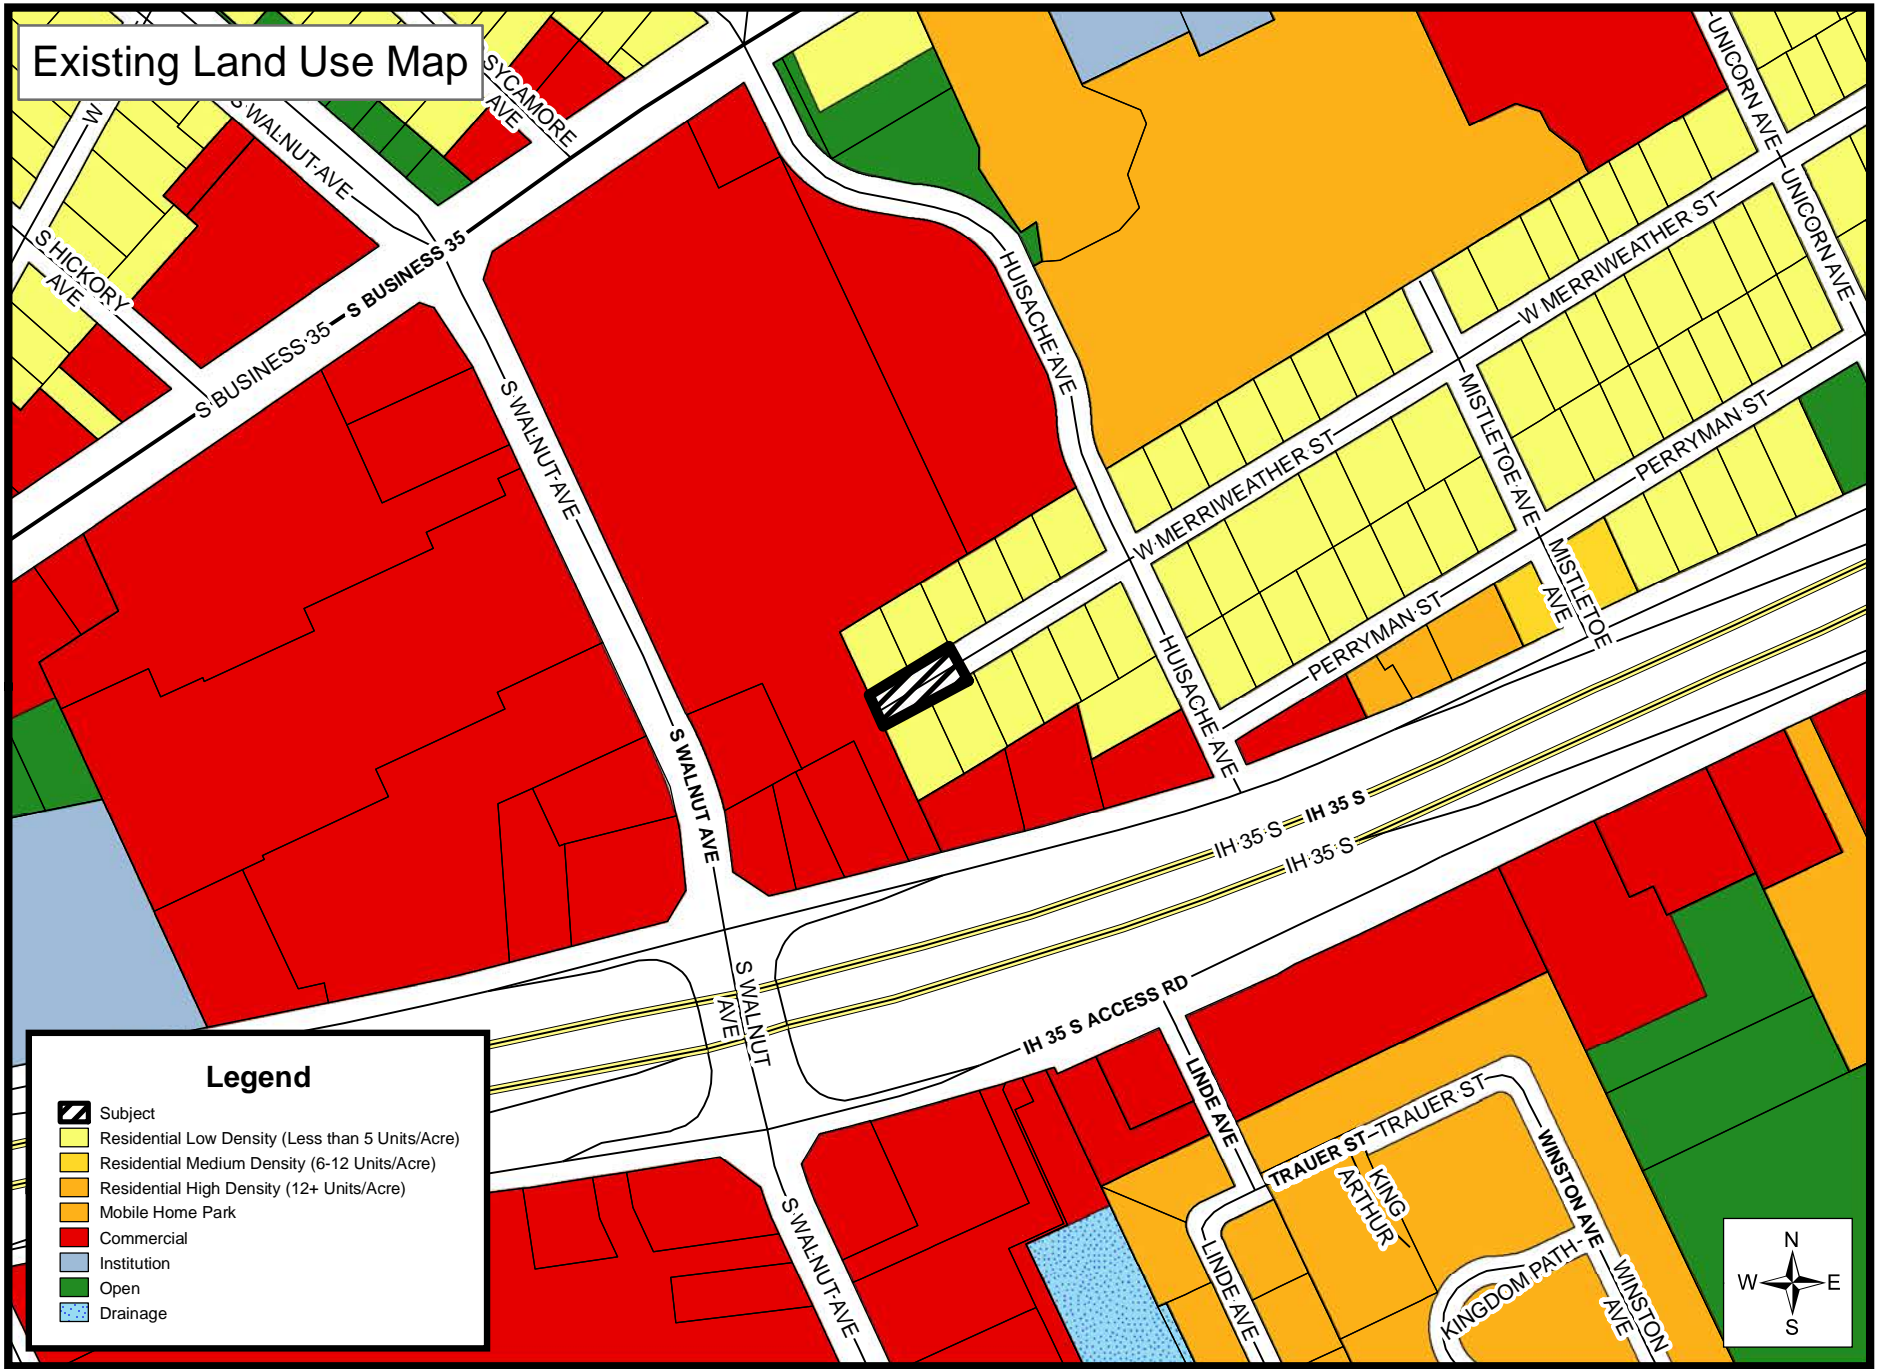 Existing Land Use Map
W
S WALNUT AVE
SYCAMORE
AVE
S HICKORY
AVE
S BUSINESS 35
S BUSINESS 35
S WALNUT AVE
HUISACHE AVE
UNICORN AVE
UNICORN AVE
W MERRIWEATHER ST
W MERRIWEATHER ST
MISTLETOE AVE
PERRYMAN ST
MISTLETOE
AVE
PERRYMAN ST
HUISACHE AVE
S WALNUT AVE
IH 35 S
IH 35 S
IH 35 S
S WALNUT
AVE
IH 35 S ACCESS RD
LINDE AVE
TRAUER ST
TRAUER ST
KING
ARTHUR
WINSTON AVE
WINSTON
AVE
KINGDOM PATH
LINDE AVE
S WALNUT AVE
Legend
Subject
Residential Low Density (Less than 5 Units/Acre)
Residential Medium Density (6-12 Units/Acre)
Residential High Density (12+ Units/Acre)
Mobile Home Park
Commercial
Institution
Open
Drainage
N
W E
S